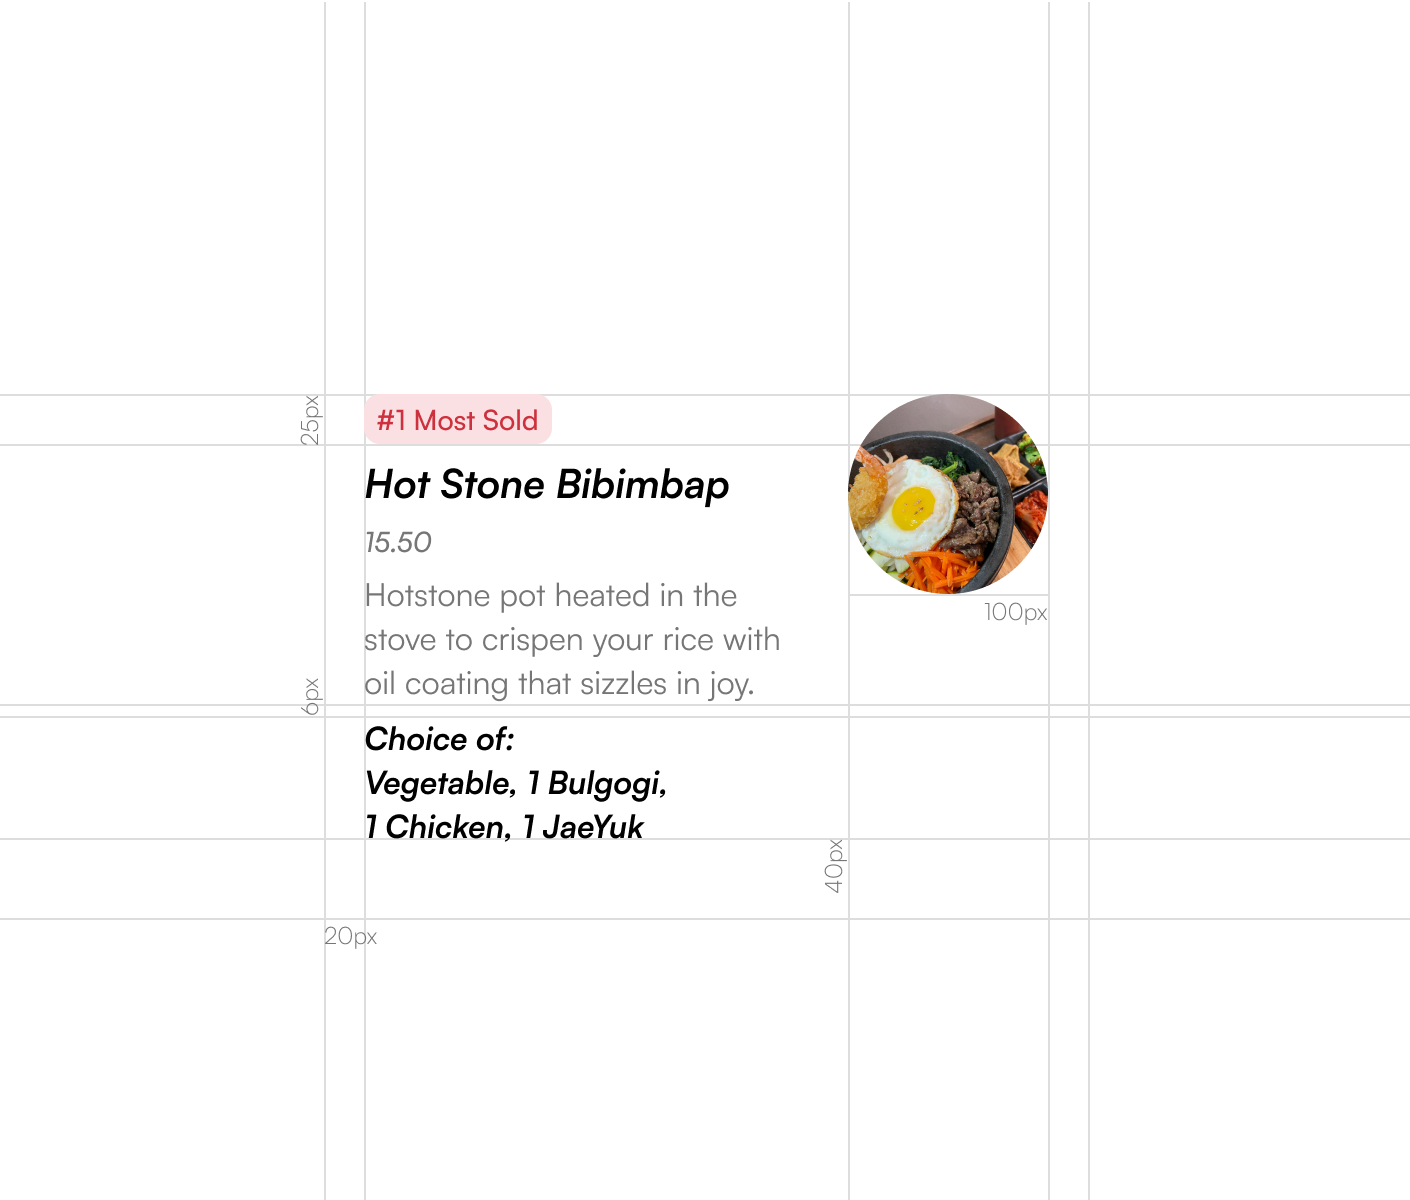 25px
#1 Most Sold
Hot Stone Bibimbap
15.50
100px
Hotstone pot heated in the
stove to crispen your rice with
oil coating that sizzles in joy.
6px
Choice of:
Vegetable, 1 Bulgogi,
1 Chicken, 1 JaeYuk
40px
20px